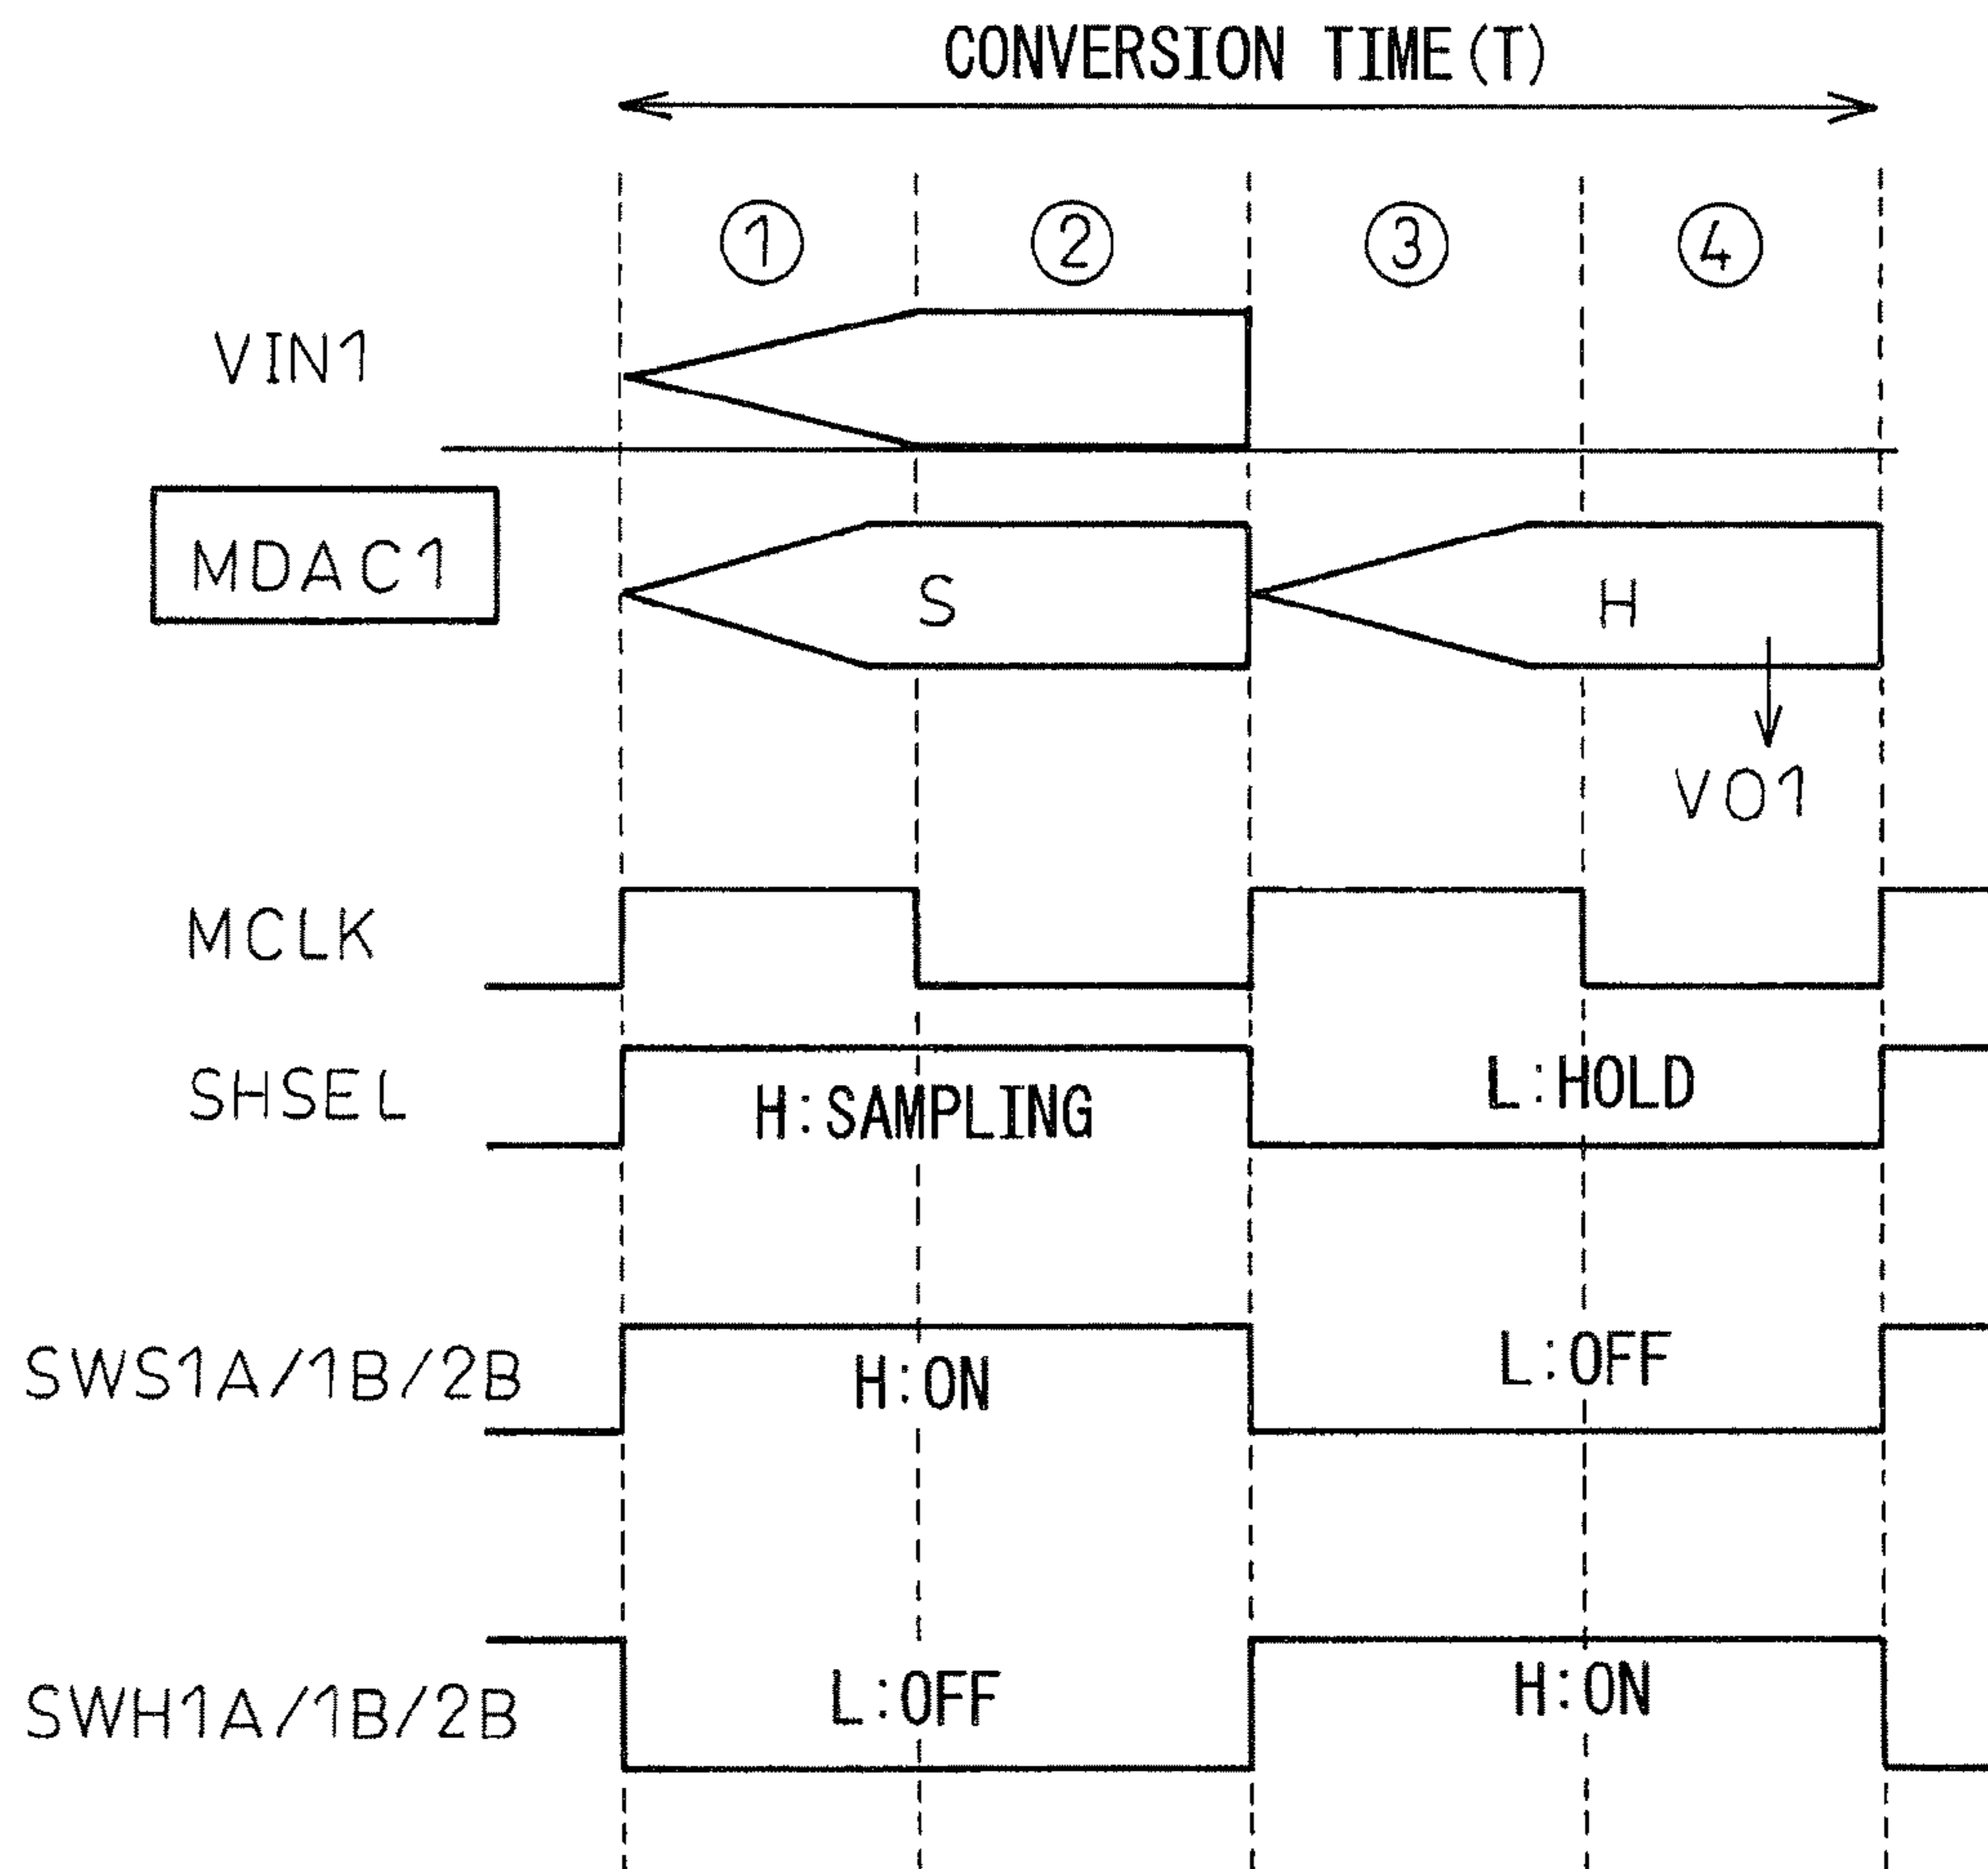 CONVERSION TIME(T)
① ② ③ ④
VIN1
MDAC1 S H
VO1
MCLK
SHSEL H:SAMPLING L:HOLD
SWS1A/1B/2B H:ON L:OFF
SWH1A/1B/2B L:OFF H:ON